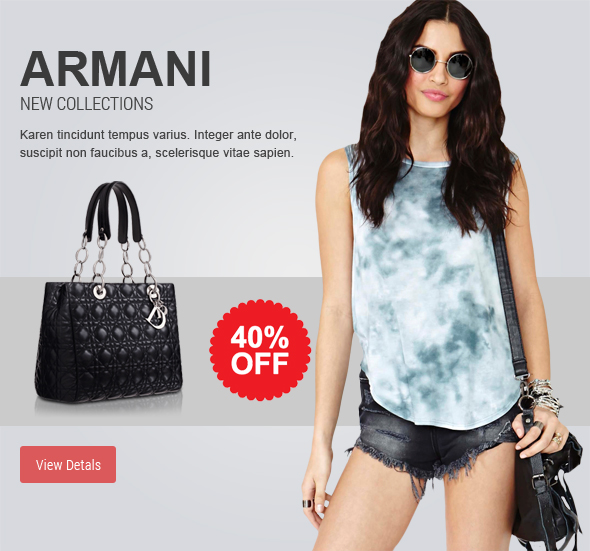 ARMANI
NEW COLLECTIONS
Karen tincidunt tempus varius. Integer ante dolor,
suscipit non faucibus a, scelerisque vitae sapien.
40%
OFF
View Detals